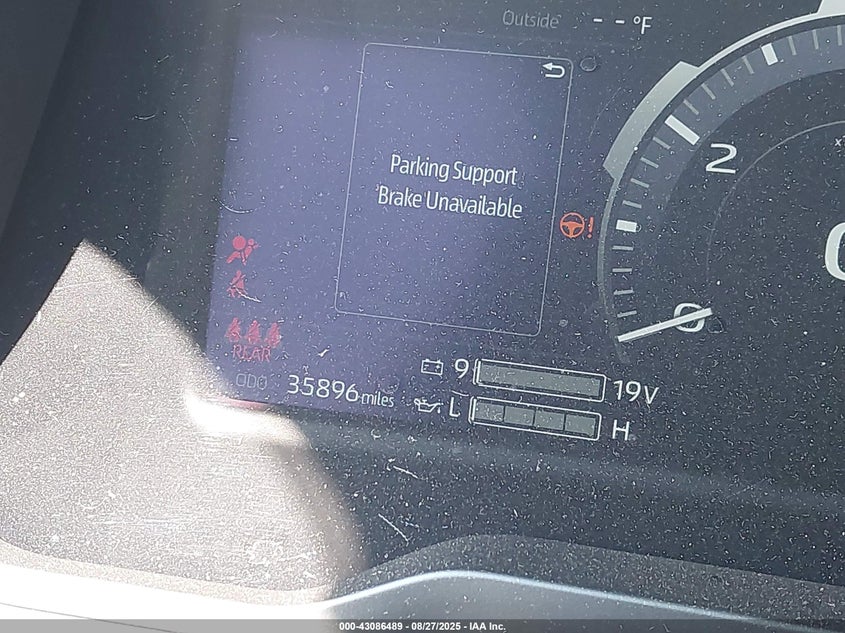 Outside --°F
Parking Support
Brake Unavailable
2
0
REAR
ODO 35896 miles
9 19V
L H
000-43086489 - 08/27/2025 - IAA Inc.